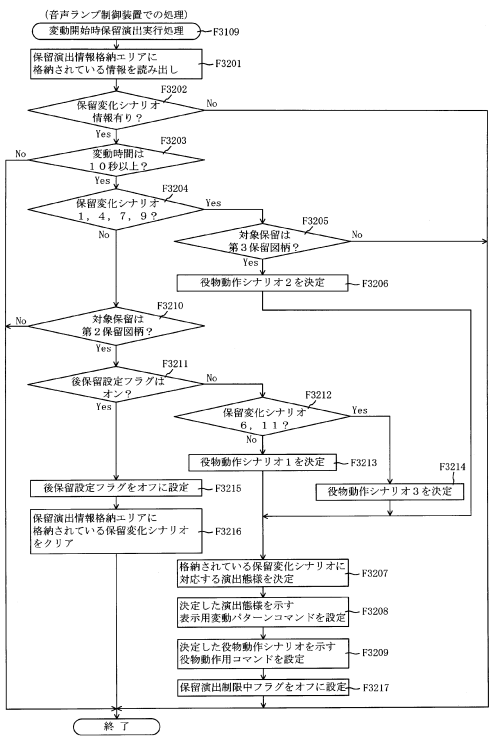 (音声ランプ制御装置での処理)
変動開始時保留演出実行処理
F3109
保留演出情報格納エリアに
格納されている情報を読み出し
F3201
F3202
保留変化シナリオ
情報有り？
No
Yes
F3203
No
変動時間は
１０秒以上？
Yes
F3204
保留変化シナリオ
１，４，７，９？
Yes
No
F3205
対象保留は
第３保留図柄？
No
Yes
役物動作シナリオ２を決定
F3206
F3210
No
対象保留は
第２保留図柄？
Yes
F3211
後保留設定フラグは
オン？
No
Yes
F3212
保留変化シナリオ
６，１１？
Yes
No
役物動作シナリオ１を決定
F3213
F3214
役物動作シナリオ３を決定
後保留設定フラグをオフに設定
F3215
保留演出情報格納エリアに
格納されている保留変化シナリオ
をクリア
F3216
格納されている保留変化シナリオに
対応する演出態様を決定
F3207
決定した演出態様を示す
表示用変動パターンコマンドを設定
F3208
決定した役物動作シナリオを示す
役物動作用コマンドを設定
F3209
保留演出制限中フラグをオフに設定
F3217
終了